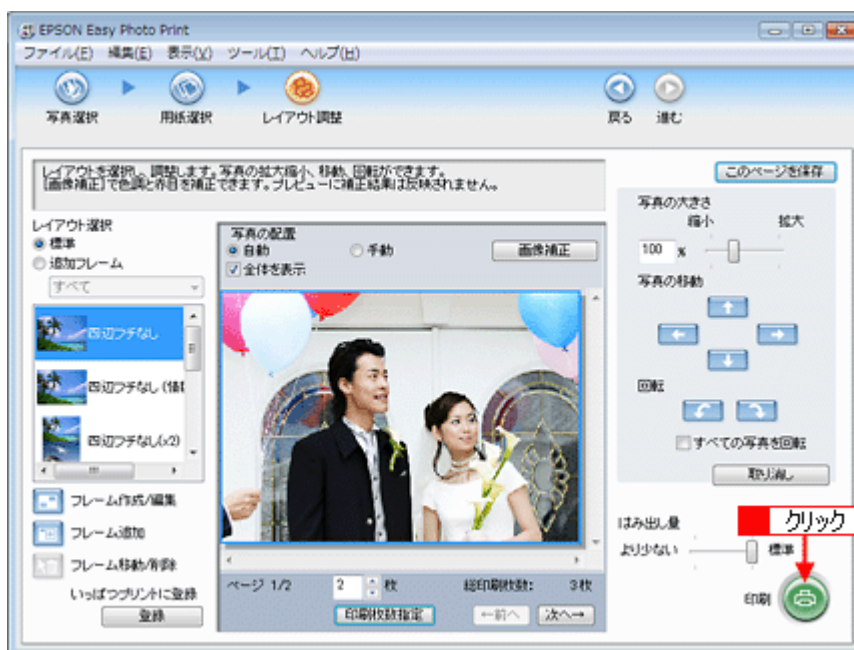 EPSON Easy Photo Print
ファイル(F) 編集(E) 表示(V) ツール(T) ヘルプ(H)
写真選択 用紙選択 レイアウト調整 戻る 進む
レイアウトを選択し、調整します。写真の拡大縮小、移動、回転ができます。
[画像補正]で色調と赤目を補正できます。プレビューに補正結果は反映されません。
このページを保存
レイアウト選択
標準
追加フレーム
すべて
四辺フチなし
四辺フチなし (情
四辺フチなし(x2)
フレーム作成/編集
フレーム追加
フレーム移動/削除
いっぱつプリントに登録
登録
写真の配置
自動 手動 画像補正
全体を表示
ページ 1/2 2 枚 総印刷枚数: 3枚
印刷枚数指定 ←前へ 次へ→
写真の大きさ
縮小 拡大
100 %
写真の移動
回転
すべての写真を回転
取り消し
はみ出し量
クリック
より少ない 標準
印刷